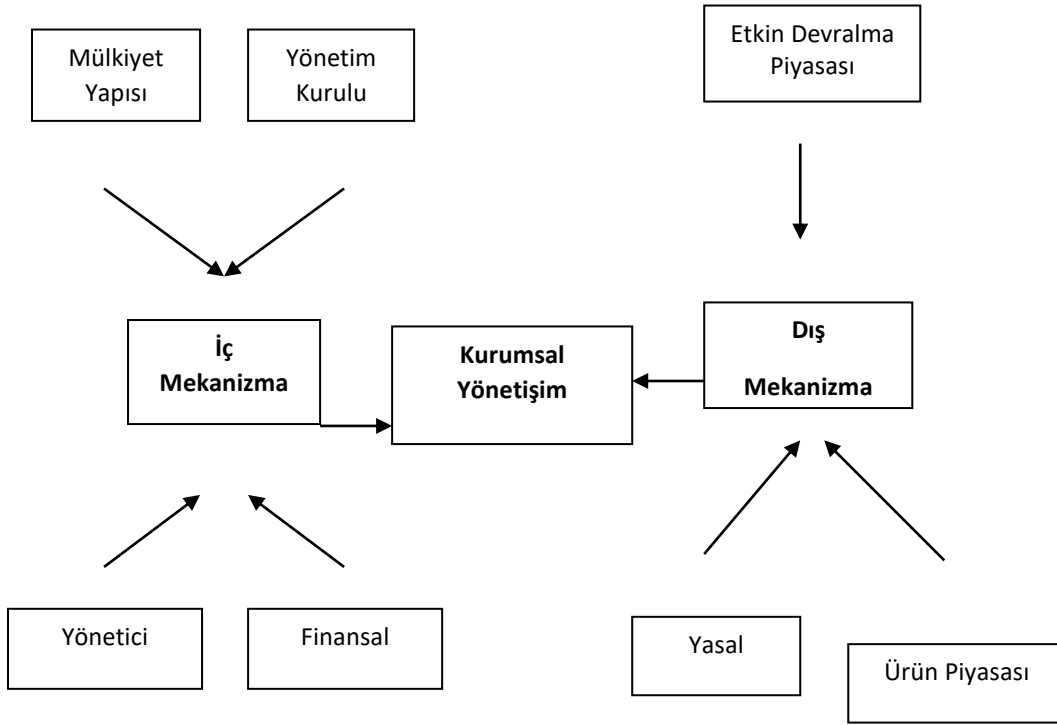 Mülkiyet
Yapısı
Yönetim
Kurulu
Etkin Devralma
Piyasası
İç
Mekanizma
Kurumsal
Yönetişim
Dış
Mekanizma
Yönetici
Finansal
Yasal
Ürün Piyasası